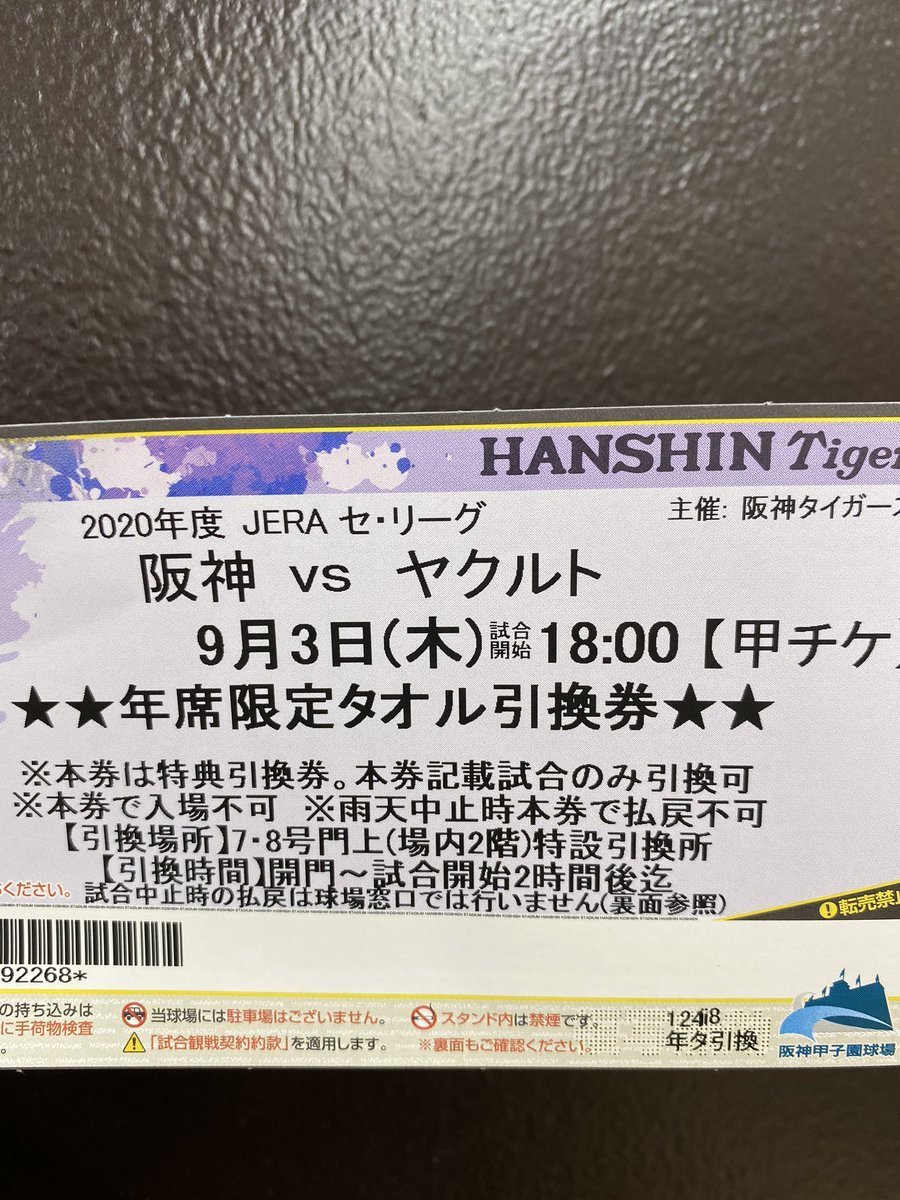 HANSHIN Tiger
2020年度 JERA セ・リーグ
主催: 阪神タイガース
阪神 vs ヤクルト
9月3日(木) 試合開始 18:00 【甲チケ】
★★年席限定タオル引換券★★
※本券は特典引換券。本券記載試合のみ引換可
※本券で入場不可 ※雨天中止時本券で払戻不可
【引換場所】7・8号門上(場内2階)特設引換所
【引換時間】開門〜試合開始2時間後迄
ください。 試合中止時の払戻は球場窓口では行いません(裏面参照)
転売禁止
92268*
の持ち込みは 当球場には駐車場はございません。 スタンド内は禁煙です。
に手荷物検査 「試合観戦契約約款」を適用します。 ※裏面もご確認ください。
年タ引換
阪神甲子園球場